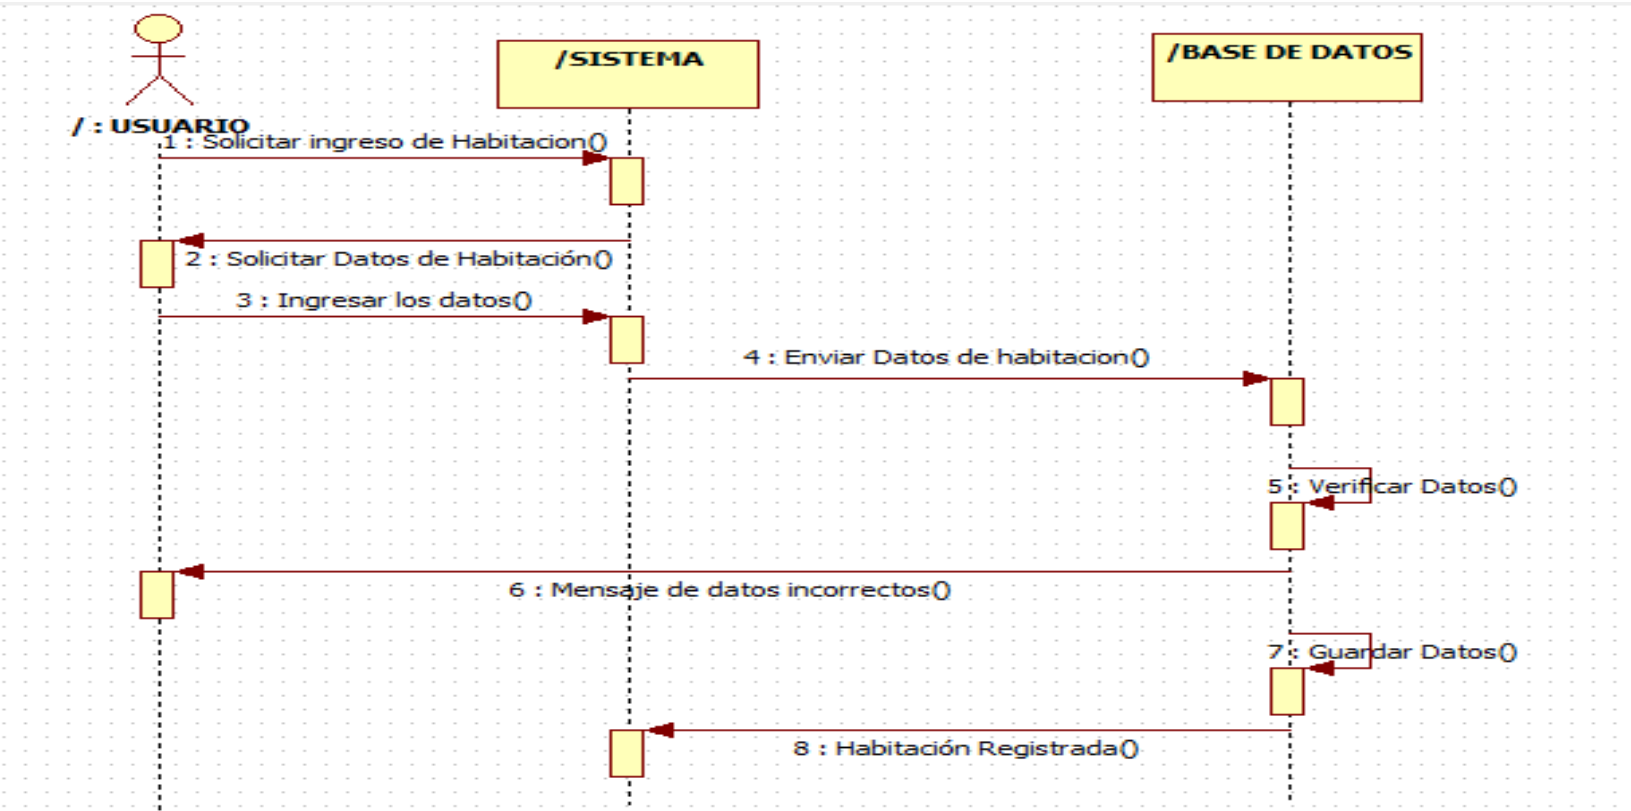 /SISTEMA
/BASE DE DATOS
/ : USUARIO
1 : Solicitar ingreso de Habitacion()
2 : Solicitar Datos de Habitación()
3 : Ingresar los datos()
4 : Enviar Datos de habitacion()
5 : Verificar Datos()
6 : Mensaje de datos incorrectos()
7 : Guardar Datos()
8 : Habitación Registrada()